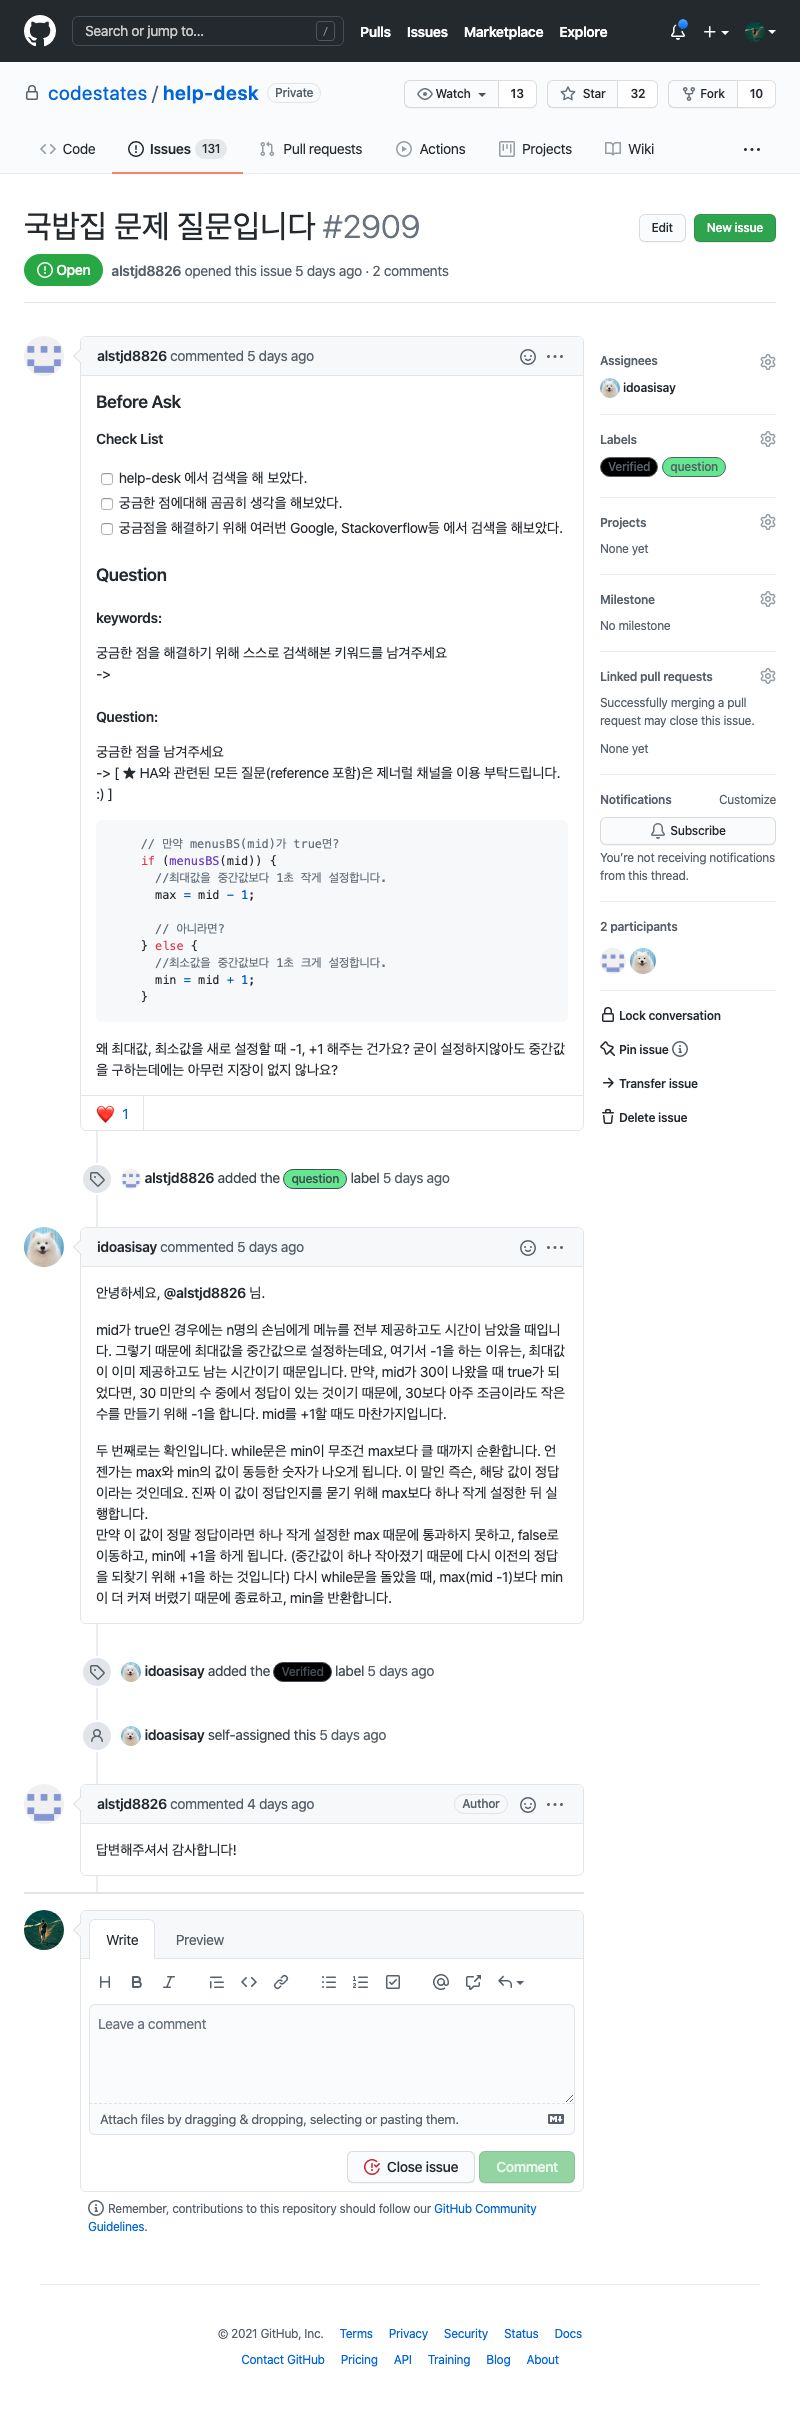 Search or jump to... /
Pulls Issues Marketplace Explore
codestates / help-desk Private
Watch 13 Star 32 Fork 10
Code Issues 131 Pull requests Actions Projects Wiki
국밥집 문제 질문입니다 #2909
Edit New issue
Open alstjd8826 opened this issue 5 days ago · 2 comments
alstjd8826 commented 5 days ago
Before Ask
Check List
help-desk 에서 검색을 해 보았다.
궁금한 점에대해 곰곰히 생각을 해보았다.
궁금점을 해결하기 위해 여러번 Google, Stackoverflow등 에서 검색을 해보았다.
Question
keywords:
궁금한 점을 해결하기 위해 스스로 검색해본 키워드를 남겨주세요
->
Question:
궁금한 점을 남겨주세요
-> [ ★ HA와 관련된 모든 질문(reference 포함)은 제너럴 채널을 이용 부탁드립니다.
:) ]
// 만약 menusBS(mid)가 true면?
if (menusBS(mid)) {
//최대값을 중간값보다 1초 작게 설정합니다.
max = mid - 1;
// 아니라면?
} else {
//최소값을 중간값보다 1초 크게 설정합니다.
min = mid + 1;
}
왜 최대값, 최소값을 새로 설정할 때 -1, +1 해주는 건가요? 굳이 설정하지않아도 중간값
을 구하는데에는 아무런 지장이 없지 않나요?
❤️ 1
Assignees
idoasisay
Labels
Verified question
Projects
None yet
Milestone
No milestone
Linked pull requests
Successfully merging a pull
request may close this issue.
None yet
Notifications Customize
Subscribe
You're not receiving notifications
from this thread.
2 participants
Lock conversation
Pin issue
Transfer issue
Delete issue
alstjd8826 added the question label 5 days ago
idoasisay commented 5 days ago
안녕하세요, @alstjd8826 님.
mid가 true인 경우에는 n명의 손님에게 메뉴를 전부 제공하고도 시간이 남았을 때입니
다. 그렇기 때문에 최대값을 중간값으로 설정하는데요, 여기서 -1을 하는 이유는, 최대값
이 이미 제공하고도 남는 시간이기 때문입니다. 만약, mid가 30이 나왔을 때 true가 되
었다면, 30 미만의 수 중에서 정답이 있는 것이기 때문에, 30보다 아주 조금이라도 작은
수를 만들기 위해 -1을 합니다. mid를 +1할 때도 마찬가지입니다.
두 번째로는 확인입니다. while문은 min이 무조건 max보다 클 때까지 순환합니다. 언
젠가는 max와 min의 값이 동등한 숫자가 나오게 됩니다. 이 말인 즉슨, 해당 값이 정답
이라는 것인데요. 진짜 이 값이 정답인지를 묻기 위해 max보다 하나 작게 설정한 뒤 실
행합니다.
만약 이 값이 정말 정답이라면 하나 작게 설정한 max 때문에 통과하지 못하고, false로
이동하고, min에 +1을 하게 됩니다. (중간값이 하나 작아졌기 때문에 다시 이전의 정답
을 되찾기 위해 +1을 하는 것입니다) 다시 while문을 돌았을 때, max(mid -1)보다 min
이 더 커져 버렸기 때문에 종료하고, min을 반환합니다.
idoasisay added the Verified label 5 days ago
idoasisay self-assigned this 5 days ago
alstjd8826 commented 4 days ago Author
답변해주셔서 감사합니다!
Write Preview
H B I @
Leave a comment
Attach files by dragging & dropping, selecting or pasting them.
Close issue Comment
Remember, contributions to this repository should follow our GitHub Community
Guidelines.
© 2021 GitHub, Inc. Terms Privacy Security Status Docs
Contact GitHub Pricing API Training Blog About